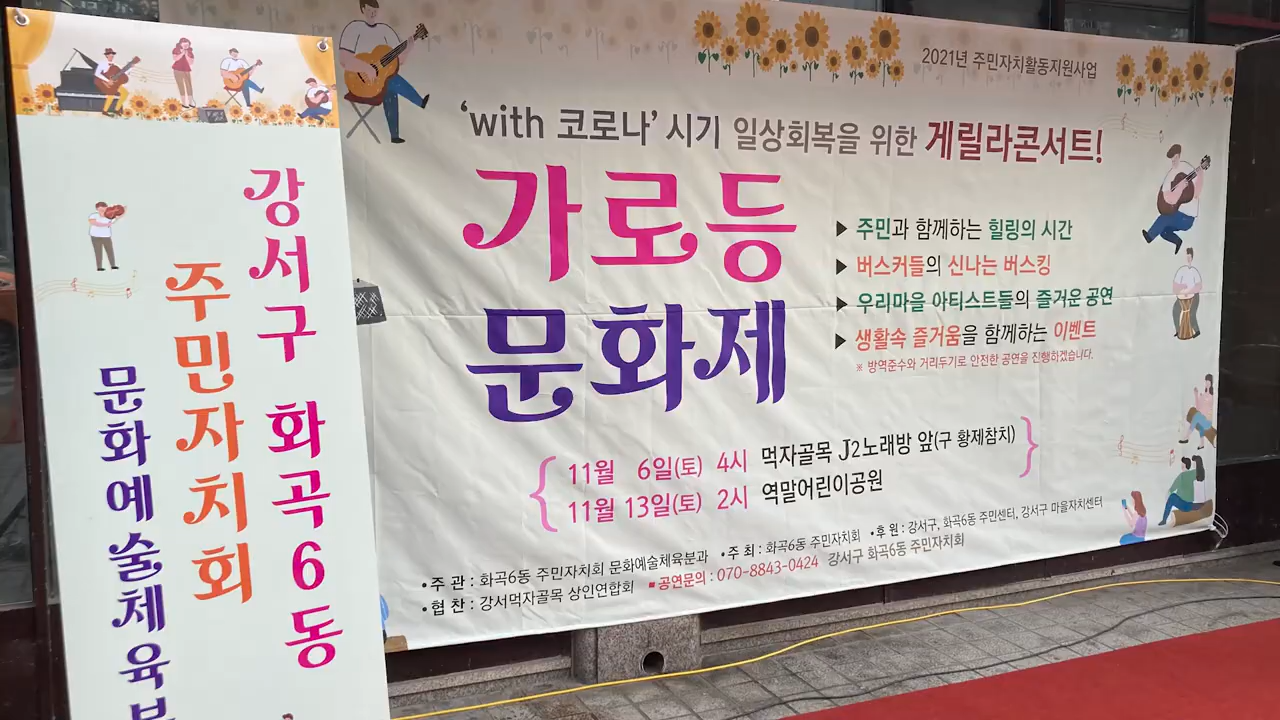 강서구 화곡6동
주민자치회
문화예술체육
2021년 주민자치활동지원사업
'with 코로나' 시기 일상회복을 위한 게릴라콘서트!
가로등
문화제
▶ 주민과 함께하는 힐링의 시간
▶ 버스커들의 신나는 버스킹
▶ 우리마을 아티스트들의 즐거운 공연
▶ 생활속 즐거움을 함께하는 이벤트
※ 방역준수와 거리두기로 안전한 공연을 진행하겠습니다.
11월 6일(토) 4시 먹자골목 J2노래방 앞(구 황제참치)
11월 13일(토) 2시 역말어린이공원
•주 관 : 화곡6동 주민자치회 문화예술체육분과 •주 최 : 화곡6동 주민자치회 •후 원 : 강서구, 화곡6동 주민센터, 강서구 마을자치센터
•협 찬 : 강서먹자골목 상인연합회 ■공연문의 : 070-8843-0424 강서구 화곡6동 주민자치회